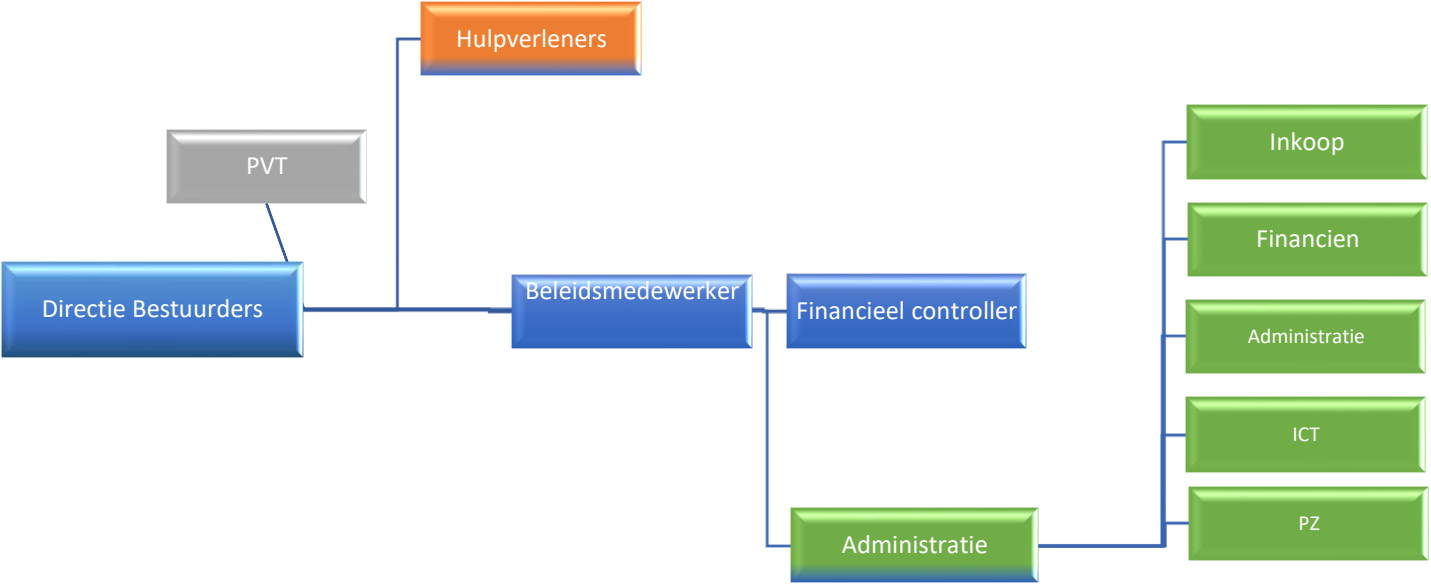 Hulpverleners
PVT
Directie Bestuurders
Beleidsmedewerker
Financieel controller
Administratie
Inkoop
Financien
Administratie
ICT
PZ